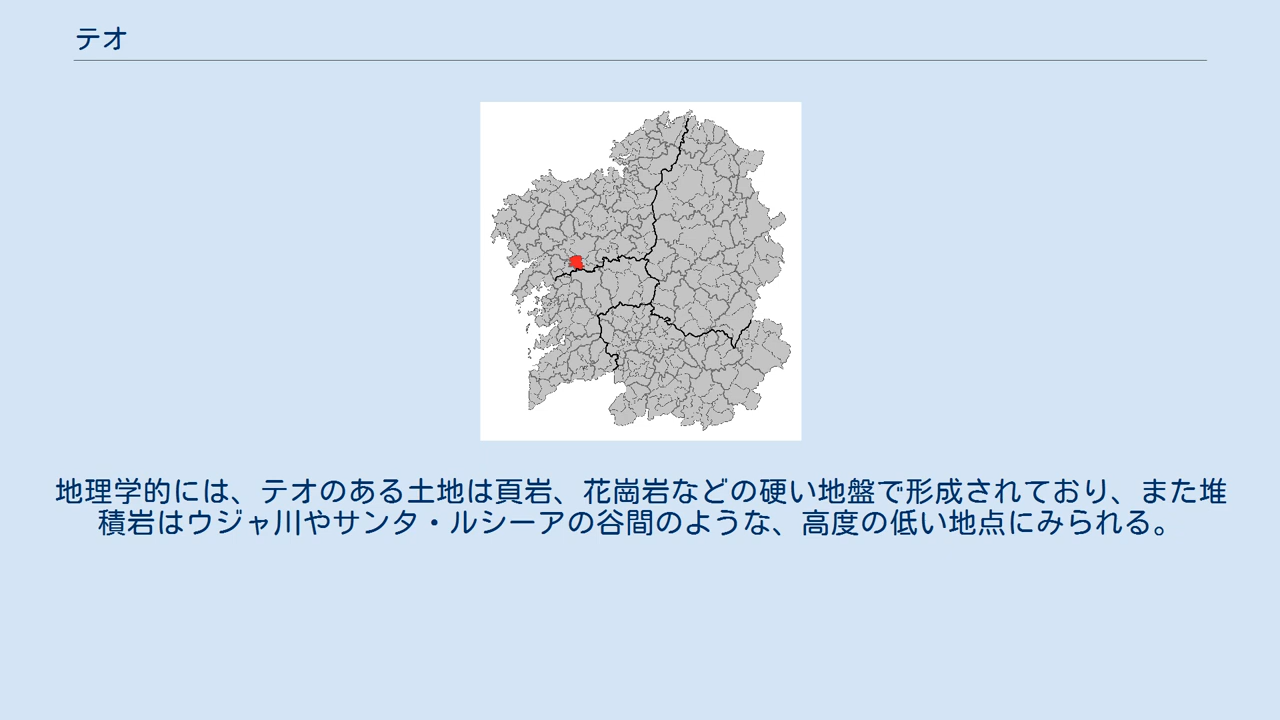 テオ
地理学的には、テオのある土地は頁岩、花崗岩などの硬い地盤で形成されており、また堆
積岩はウジャ川やサンタ・ルシーアの谷間のような、高度の低い地点にみられる。